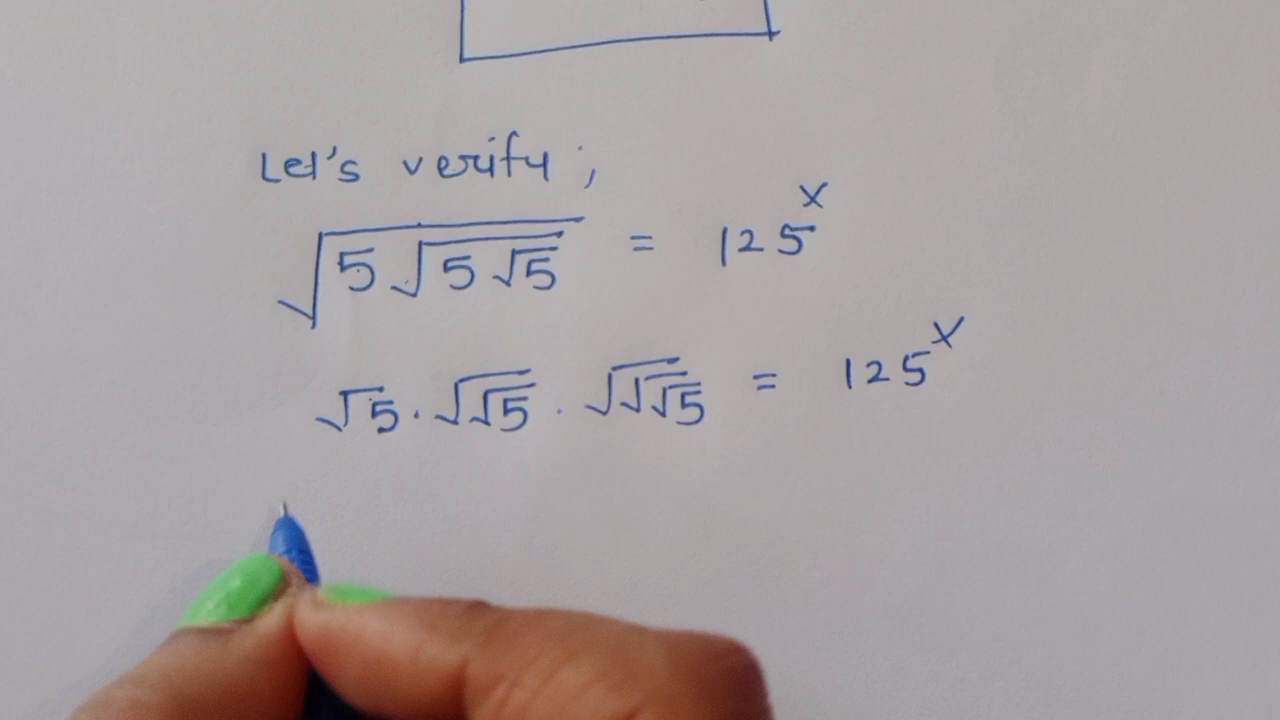 Let's verify;
√(5√(5√5)) = 125^x
√5 · √√5 · √√√5 = 125^x